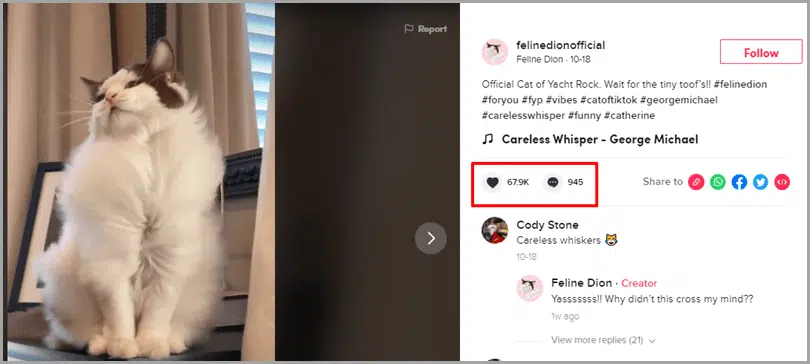 Report
felinedionofficial
Feline Dion · 10-18
Follow
Official Cat of Yacht Rock. Wait for the tiny toof's!! #felinedion
#foryou #fyp #vibes #catoftiktok #georgemichael
#carelesswhisper #funny #catherine
Careless Whisper - George Michael
67.9K
945
Share to
Cody Stone
Careless whiskers 😹
10-18
Feline Dion · Creator
Yasssssss!! Why didn't this cross my mind??
1w ago
View more replies (21)